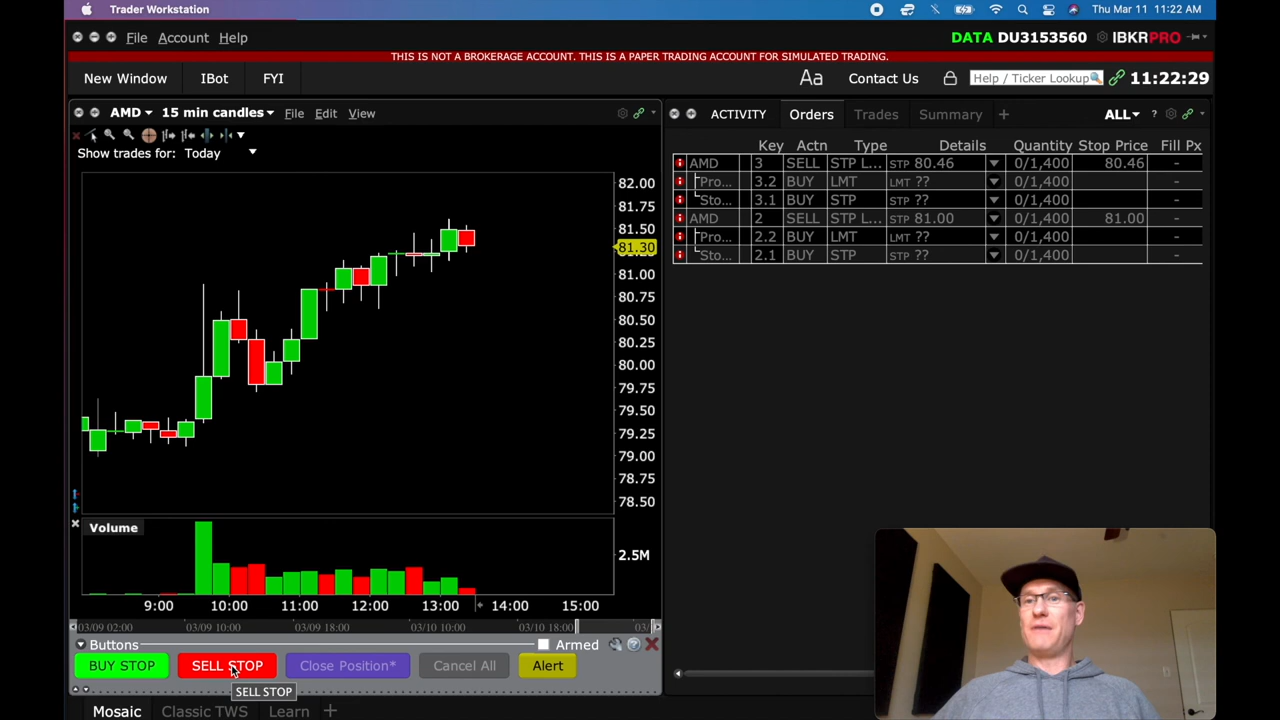 Trader Workstation
Thu Mar 11 11:22 AM
File Account Help
DATA DU3153560 IBKRPRO
THIS IS NOT A BROKERAGE ACCOUNT. THIS IS A PAPER TRADING ACCOUNT FOR SIMULATED TRADING.
New Window IBot FYI
Aa Contact Us Help / Ticker Lookup 11:22:29
AMD 15 min candles File Edit View
Show trades for: Today
82.00
81.75
81.50
81.30
81.00
80.75
80.50
80.25
80.00
79.75
79.50
79.25
79.00
78.75
78.50
Volume
2.5M
9:00 10:00 11:00 12:00 13:00 14:00 15:00
03/09 02:00 03/09 10:00 03/09 18:00 03/10 10:00 03/10 18:00 03/
Buttons Armed
BUY STOP SELL STOP Close Position* Cancel All Alert
SELL STOP
ACTIVITY Orders Trades Summary + ALL ?
Key Actn Type Details Quantity Stop Price Fill Px
AMD 3 SELL STP L... STP 80.46 0/1,400 80.46 -
Pro... 3.2 BUY LMT LMT ?? 0/1,400 -
Sto... 3.1 BUY STP STP ?? 0/1,400 -
AMD 2 SELL STP L... STP 81.00 0/1,400 81.00 -
Pro... 2.2 BUY LMT LMT ?? 0/1,400 -
Sto... 2.1 BUY STP STP ?? 0/1,400 -
Mosaic Classic TWS Learn +